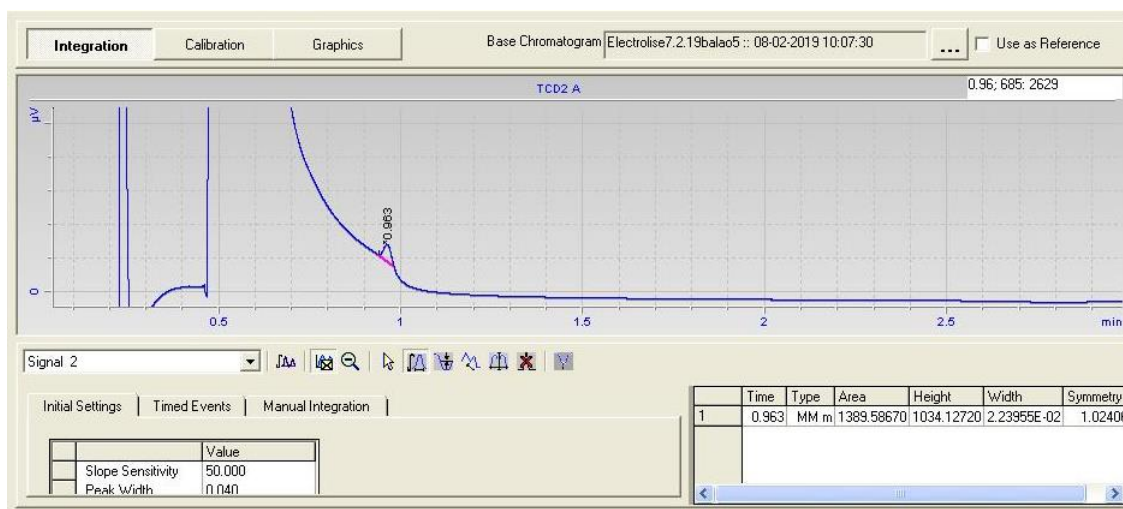 Integration Calibration Graphics Base Chromatogram Electrolise7.2.19balao5 :: 08-02-2019 10:07:30 ... Use as Reference
TCD2 A 0.96; 685: 2629
µV
0.963
0
0.5 1 1.5 2 2.5 min
Signal 2
Initial Settings Timed Events Manual Integration
Value
Slope Sensitivity 50.000
Peak Width 0.040
Time Type Area Height Width Symmetry
1 0.963 MM m 1389.58670 1034.12720 2.23955E-02 1.0240